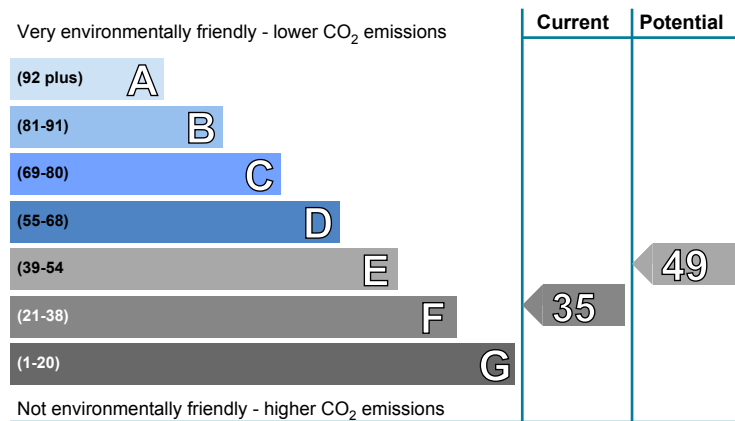 Current Potential
Very environmentally friendly - lower CO2 emissions
(92 plus) A
(81-91) B
(69-80) C
(55-68) D
(39-54 E
49
(21-38) F
35
(1-20) G
Not environmentally friendly - higher CO2 emissions